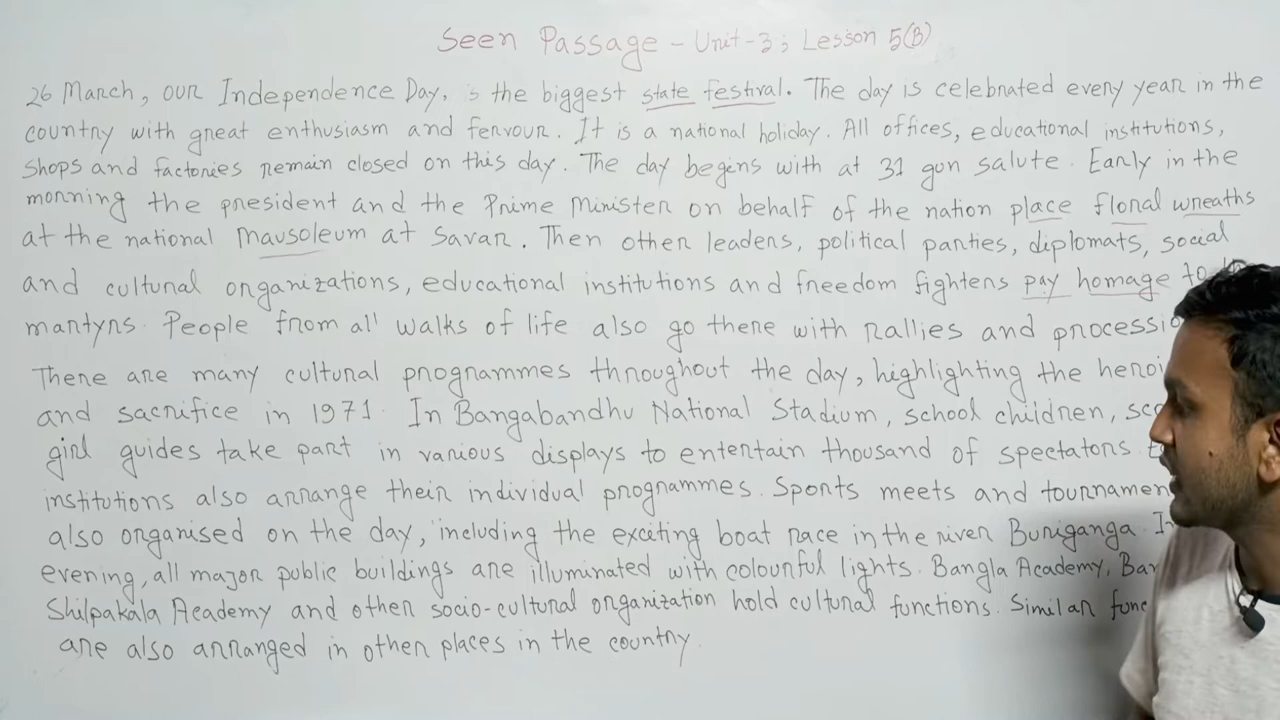 Seen Passage - Unit-3; Lesson 5(B)
26 March, our Independence Day, is the biggest state festival. The day is celebrated every year in the
country with great enthusiasm and fervour. It is a national holiday. All offices, educational institutions,
Shops and factories remain closed on this day. The day begins with at 31 gun salute. Early in the
morning the president and the Prime Minister on behalf of the nation place floral wreaths
at the national Mausoleum at Savar. Then other leaders, political parties, diplomats, social
and cultural organizations, educational institutions and freedom fighters pay homage to
martyrs. People from all walks of life also go there with rallies and
There are many cultural programmes throughout the day, highlighting the
and sacrifice in 1971. In Bangabandhu National Stadium, school children,
girl guides take part in various displays to entertain thousand of spectators.
institutions also arrange their individual programmes. Sports meets and
also organised on the day, including the exciting boat race in the river Buriganga.
evening, all major public buildings are illuminated with colourful lights. Bangla Academy,
Shilpakala Academy and other socio-cultural organization hold cultural functions. Similar
are also arranged in other places in the country.